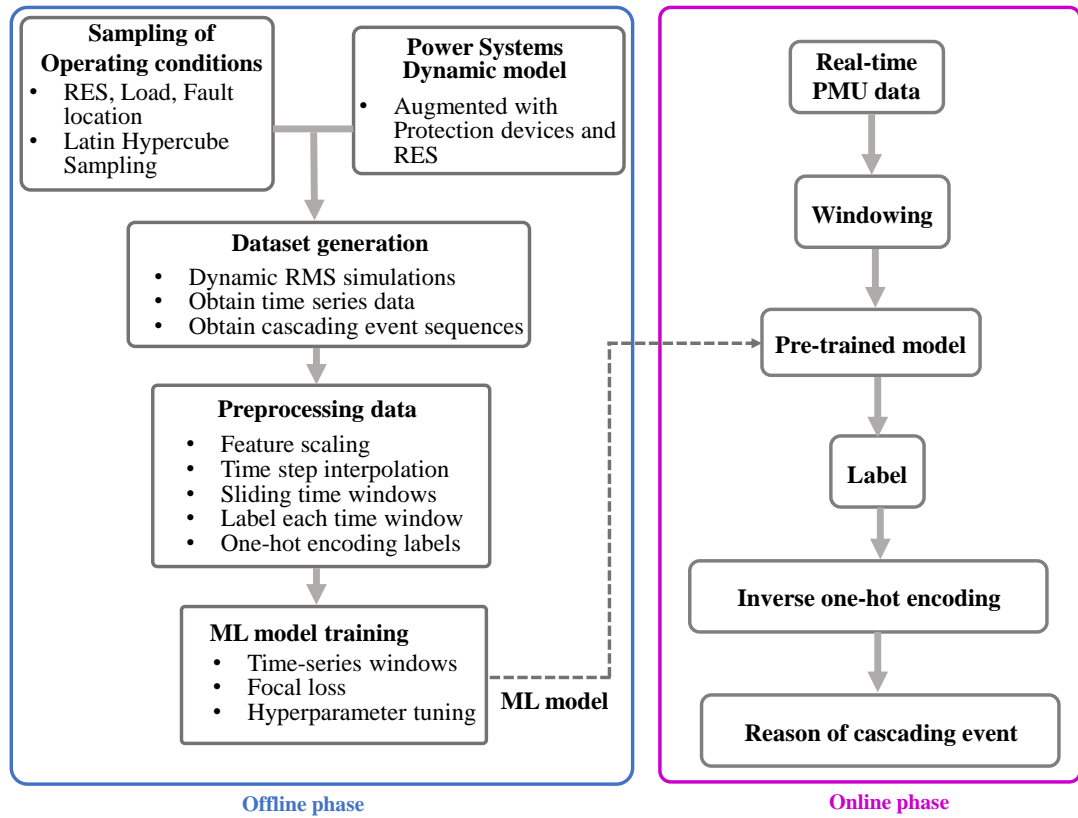 Sampling of
Operating conditions
• RES, Load, Fault
location
• Latin Hypercube
Sampling
Power Systems
Dynamic model
• Augmented with
Protection devices and
RES
Dataset generation
• Dynamic RMS simulations
• Obtain time series data
• Obtain cascading event sequences
Preprocessing data
• Feature scaling
• Time step interpolation
• Sliding time windows
• Label each time window
• One-hot encoding labels
ML model training
• Time-series windows
• Focal loss
• Hyperparameter tuning
ML model
Offline phase
Real-time
PMU data
Windowing
Pre-trained model
Label
Inverse one-hot encoding
Reason of cascading event
Online phase